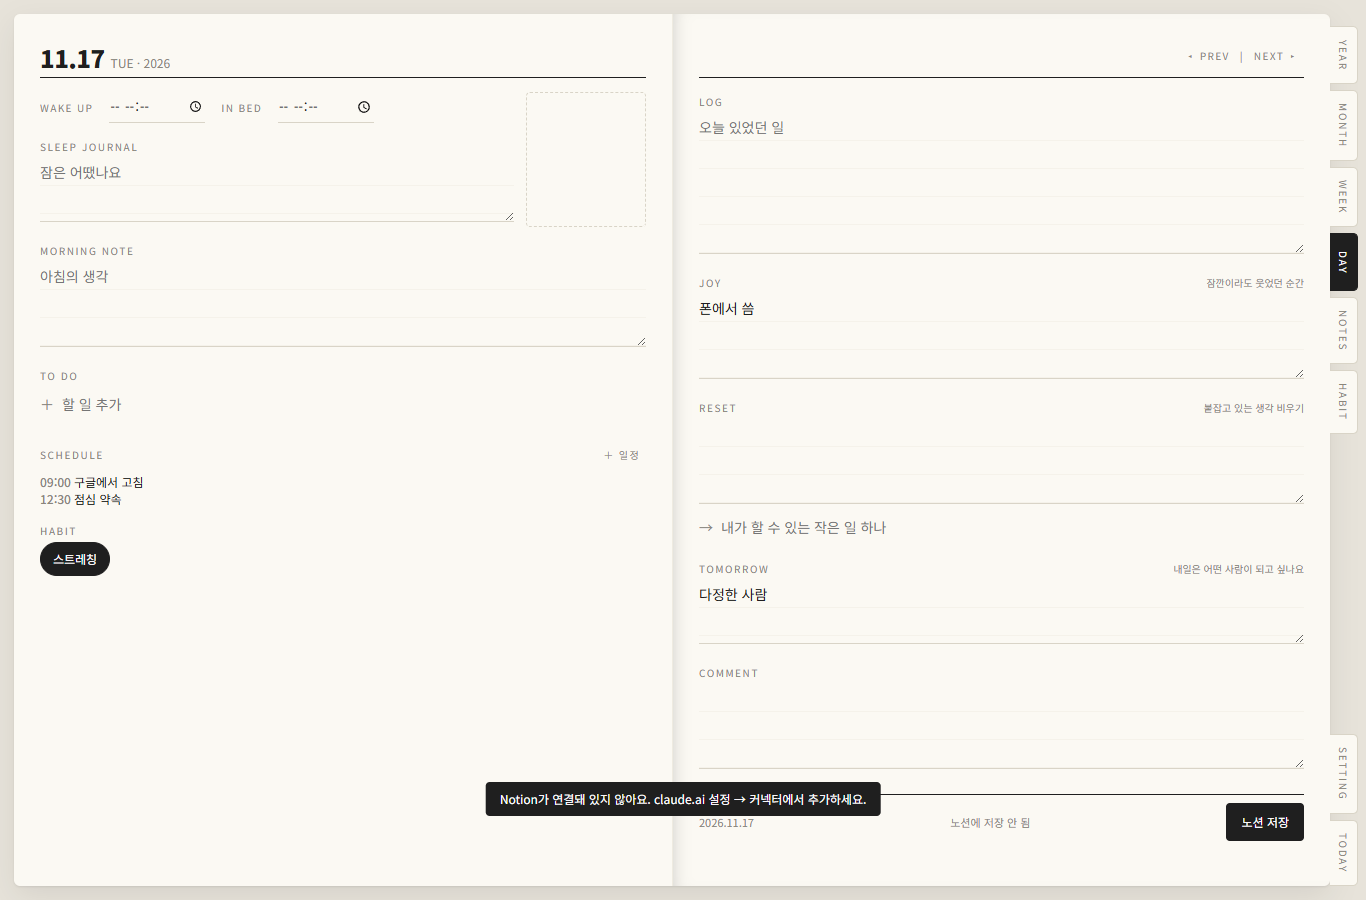 11.17 TUE · 2026
WAKE UP -- --:-- IN BED -- --:--
SLEEP JOURNAL
잠은 어땠나요
MORNING NOTE
아침의 생각
TO DO
+ 할 일 추가
SCHEDULE + 일정
09:00 구글에서 고침
12:30 점심 약속
HABIT
스트레칭
◂ PREV | NEXT ▸
LOG
오늘 있었던 일
JOY 잠깐이라도 웃었던 순간
폰에서 씀
RESET 붙잡고 있는 생각 비우기
→ 내가 할 수 있는 작은 일 하나
TOMORROW 내일은 어떤 사람이 되고 싶나요
다정한 사람
COMMENT
Notion가 연결돼 있지 않아요. claude.ai 설정 → 커넥터에서 추가하세요.
2026.11.17 노션에 저장 안 됨 노션 저장
YEAR
MONTH
WEEK
DAY
NOTES
HABIT
SETTING
TODAY